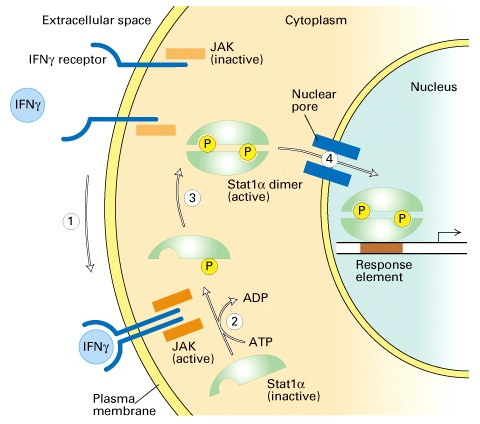 Extracellular space
Cytoplasm
JAK
(inactive)
IFNγ receptor
Nucleus
IFNγ
Nuclear
pore
P
P
4
Stat1α dimer
(active)
3
P
P
1
P
Response
element
ADP
2
IFNγ
JAK
(active)
ATP
Stat1α
(inactive)
Plasma
membrane